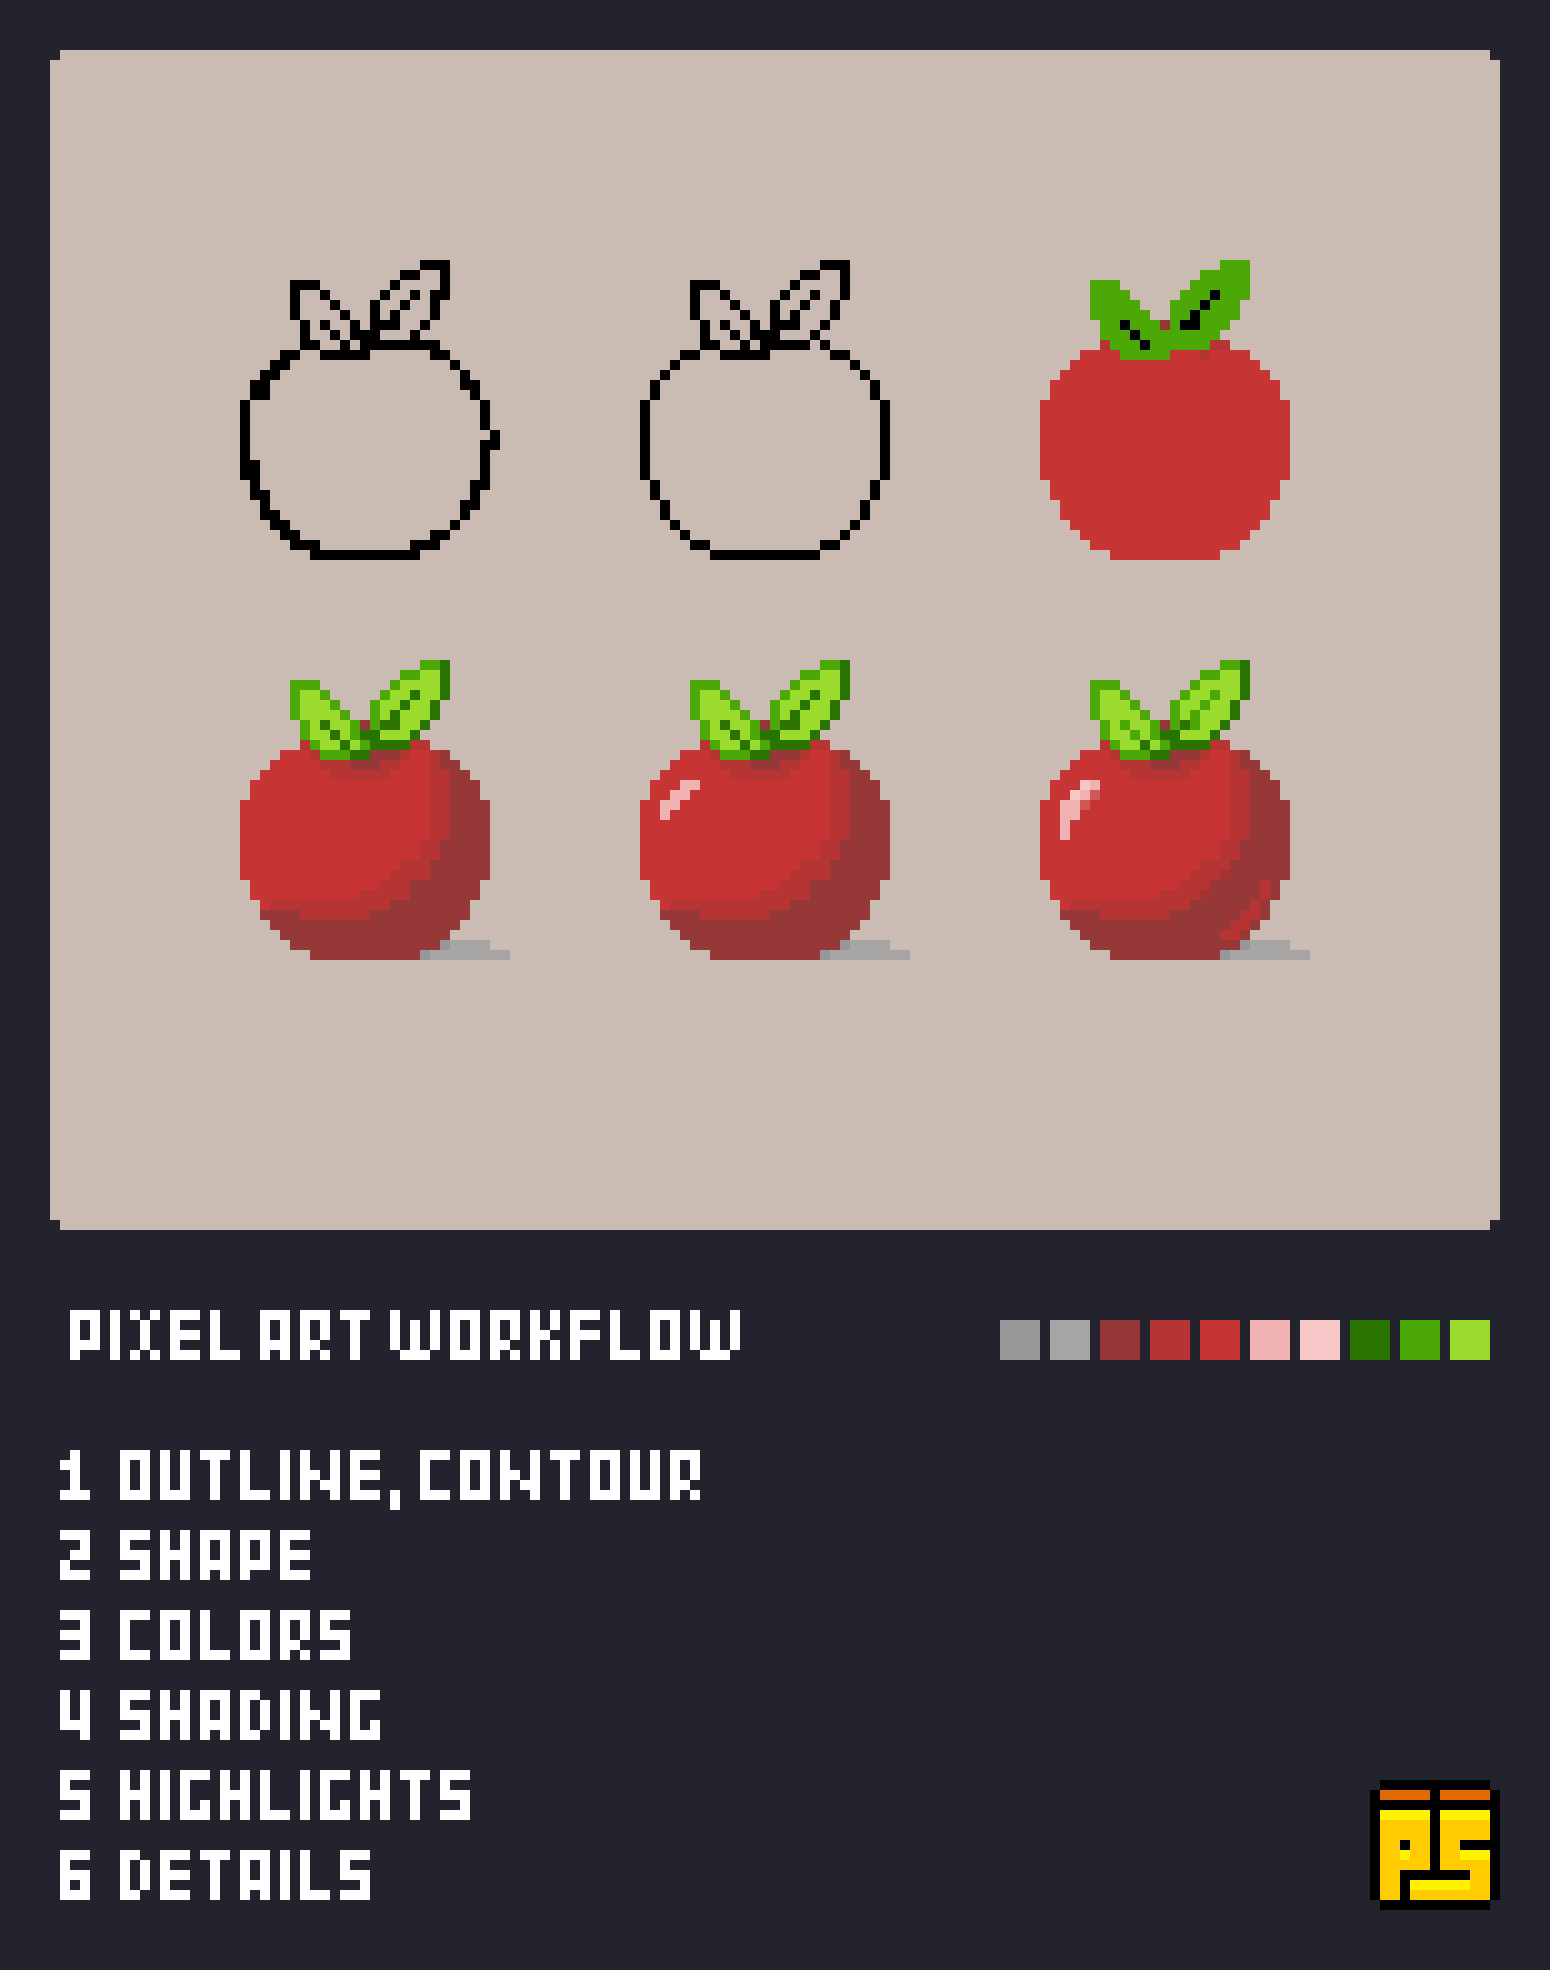 PIXEL ART WORKFLOW
1 OUTLINE, CONTOUR
2 SHAPE
3 COLORS
4 SHADING
5 HIGHLIGHTS
6 DETAILS
PS